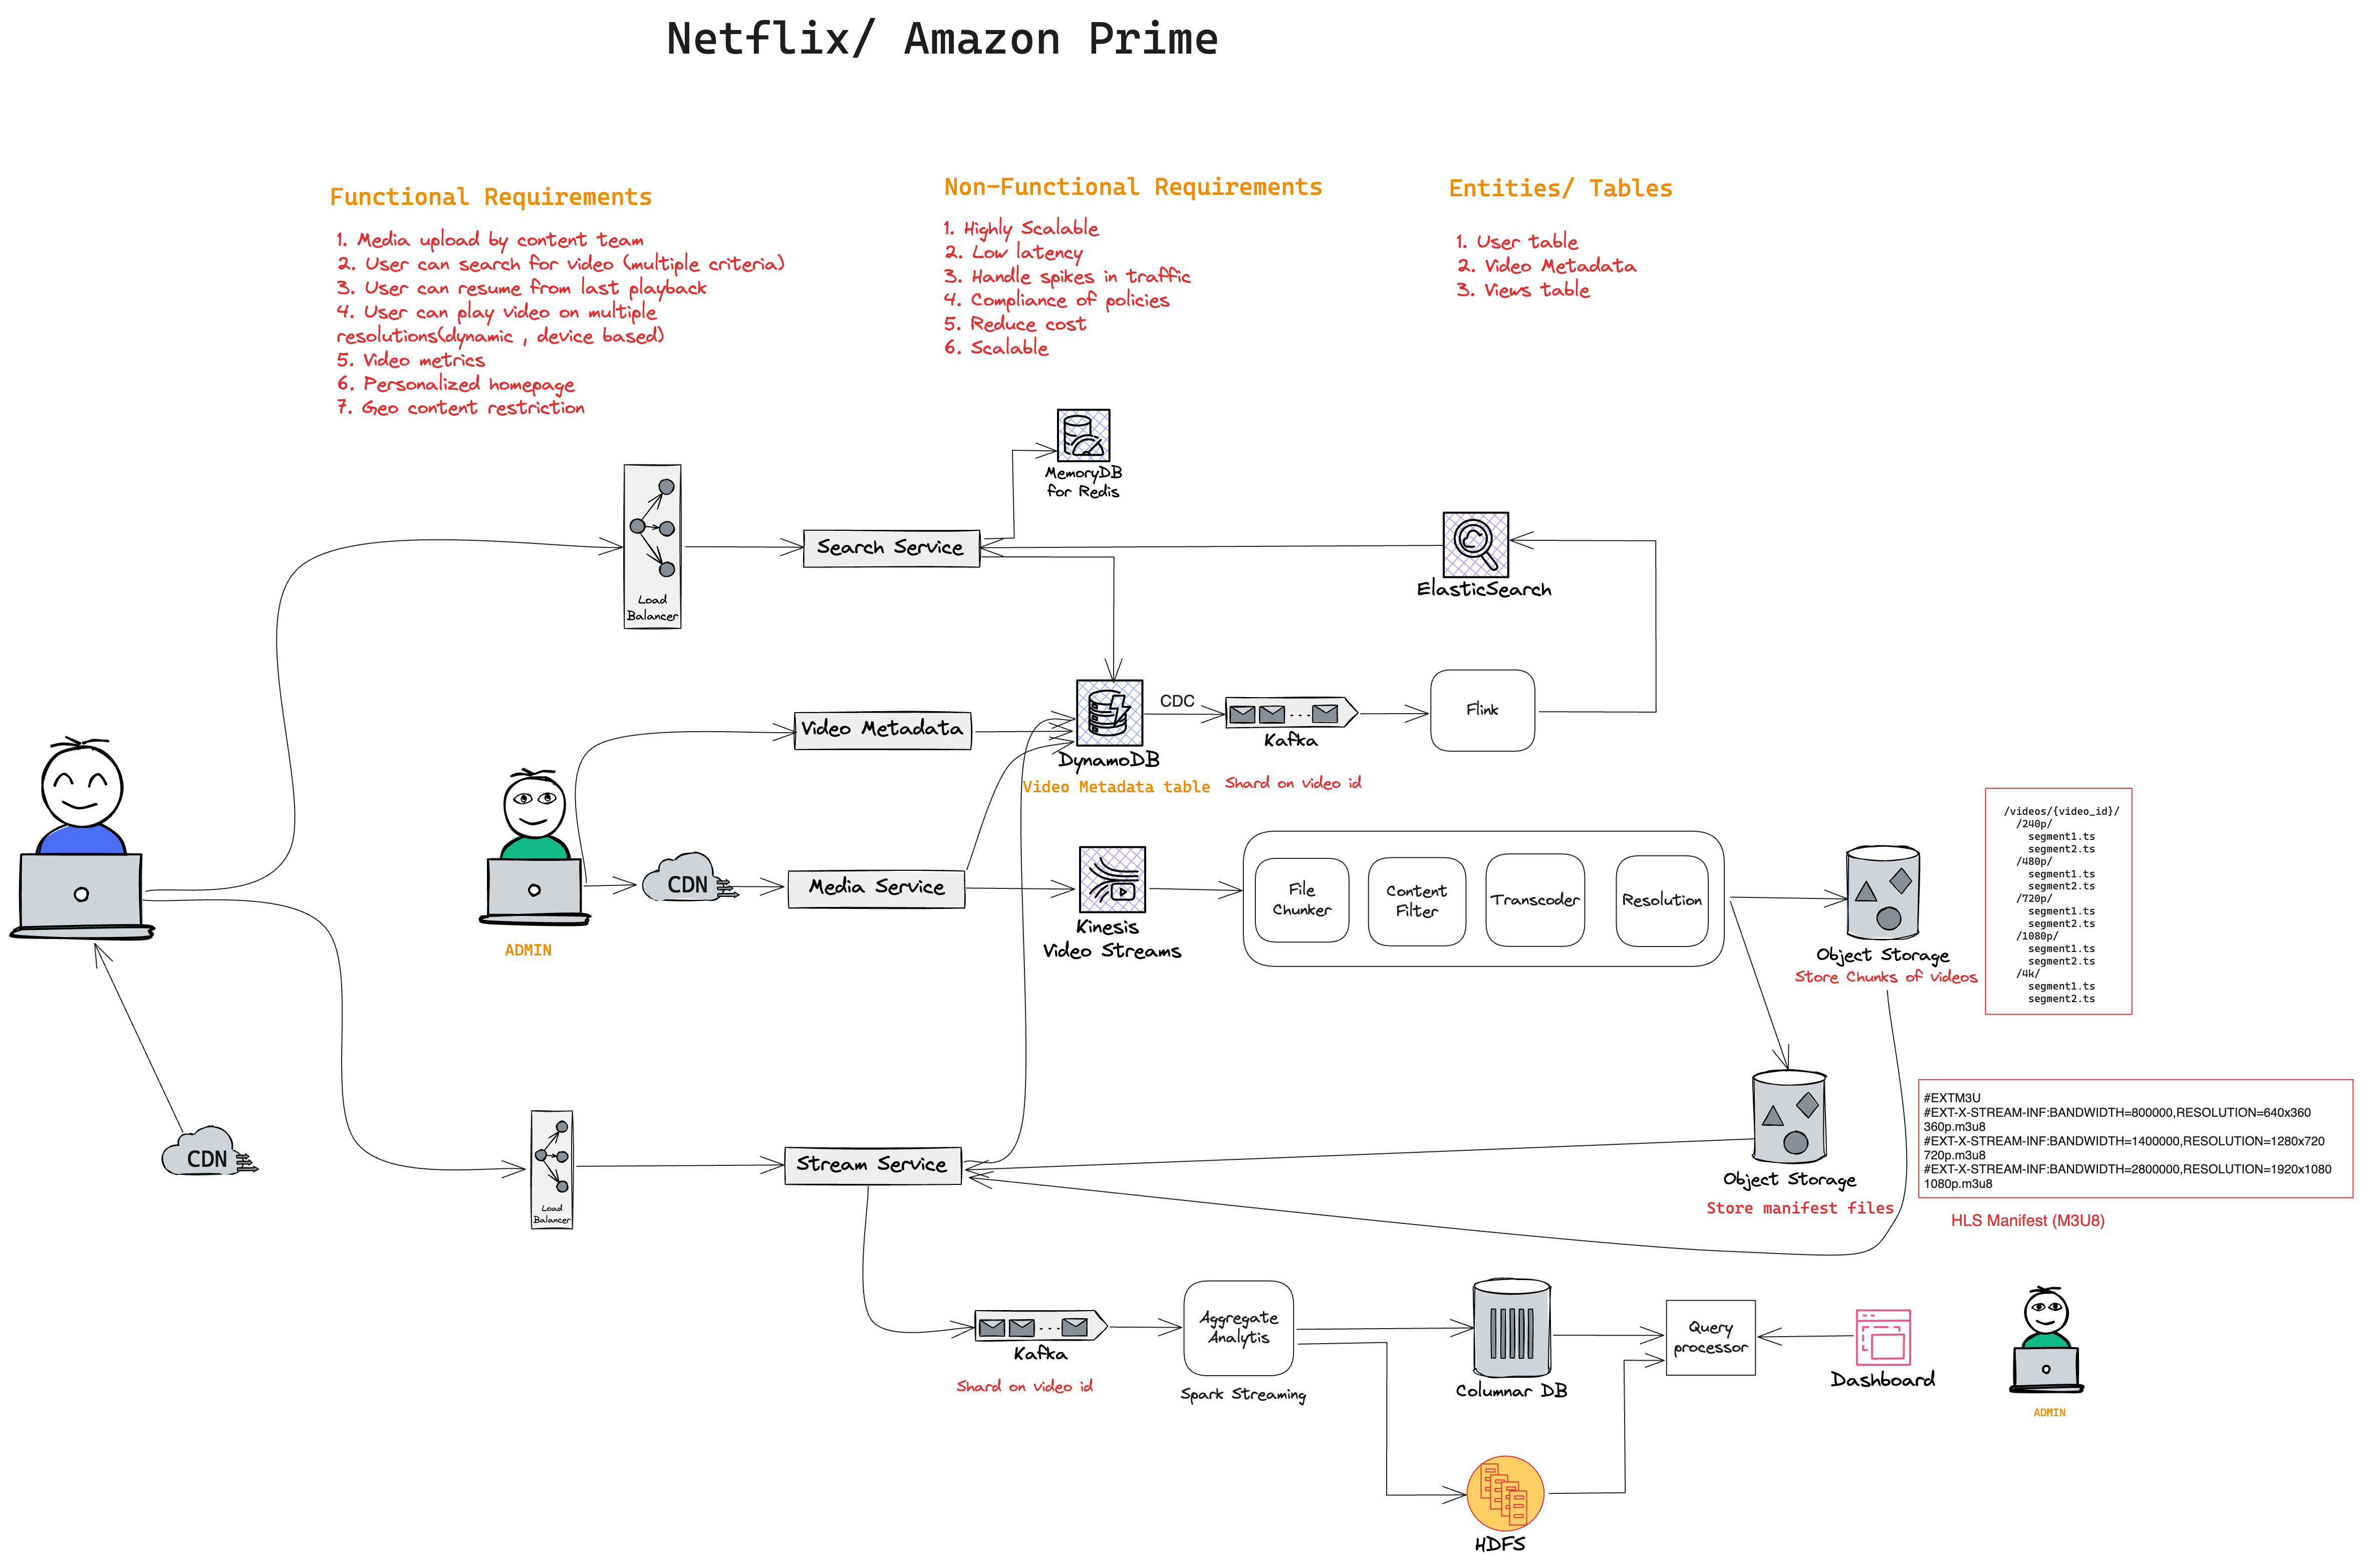 Netflix/ Amazon Prime
Functional Requirements
1. Media upload by content team
2. User can search for video (multiple criteria)
3. User can resume from last playback
4. User can play video on multiple
resolutions(dynamic , device based)
5. Video metrics
6. Personalized homepage
7. Geo content restriction
Non-Functional Requirements
1. Highly Scalable
2. Low latency
3. Handle spikes in traffic
4. Compliance of policies
5. Reduce cost
6. Scalable
Entities/ Tables
1. User table
2. Video Metadata
3. Views table
MemoryDB
for Redis
Load
Balancer
Search Service
ElasticSearch
Video Metadata
DynamoDB
Video Metadata table
CDC
Kafka
Shard on video id
Flink
ADMIN
CDN
Media Service
Kinesis
Video Streams
File
Chunker
Content
Filter
Transcoder
Resolution
Object Storage
Store Chunks of videos
/videos/{video_id}/
/240p/
segment1.ts
segment2.ts
/480p/
segment1.ts
segment2.ts
/720p/
segment1.ts
segment2.ts
/1080p/
segment1.ts
segment2.ts
/4k/
segment1.ts
segment2.ts
CDN
Load
Balancer
Stream Service
Object Storage
Store manifest files
#EXTM3U
#EXT-X-STREAM-INF:BANDWIDTH=800000,RESOLUTION=640x360
360p.m3u8
#EXT-X-STREAM-INF:BANDWIDTH=1400000,RESOLUTION=1280x720
720p.m3u8
#EXT-X-STREAM-INF:BANDWIDTH=2800000,RESOLUTION=1920x1080
1080p.m3u8
HLS Manifest (M3U8)
Kafka
Shard on video id
Aggregate
Analytis
Spark Streaming
Columnar DB
Query
processor
Dashboard
ADMIN
HDFS